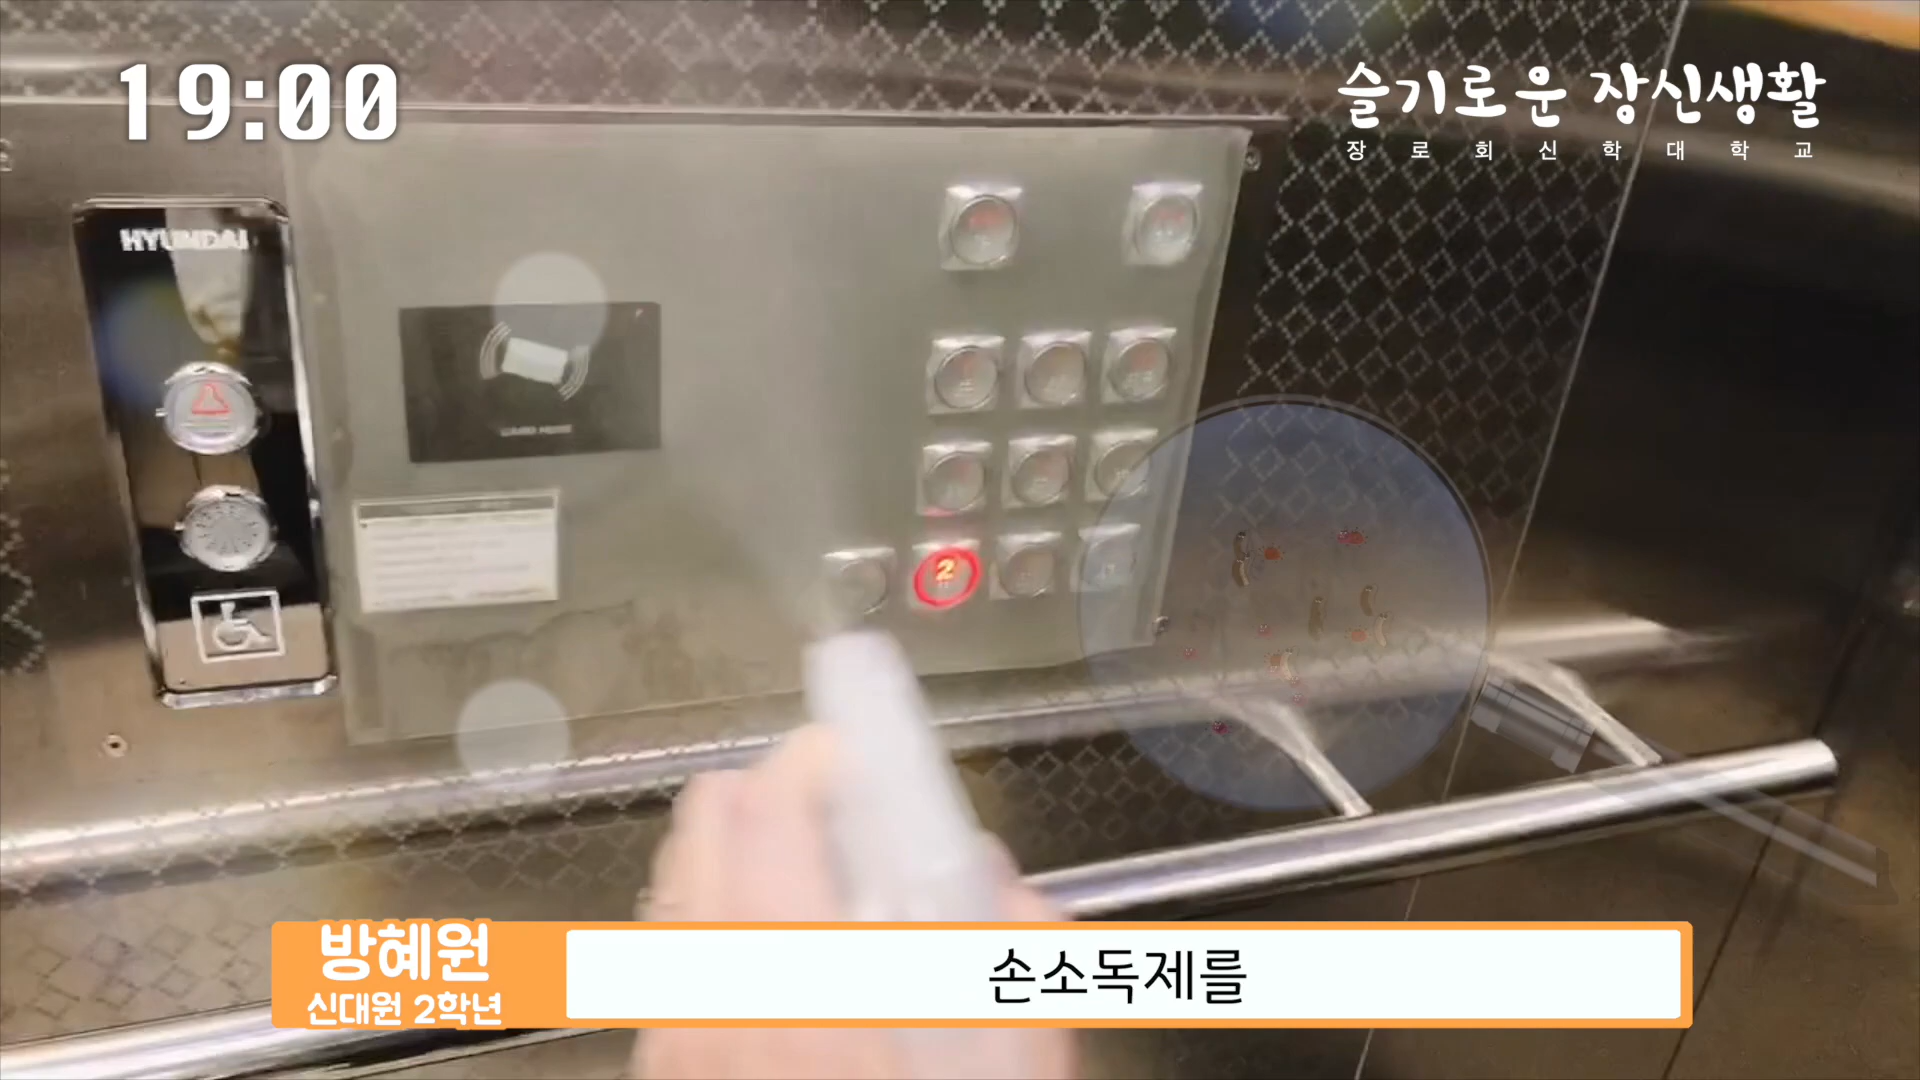 19:00
슬기로운 장신생활
장로회신학대학교
HYUNDAI
2
방혜원
신대원 2학년
손소독제를